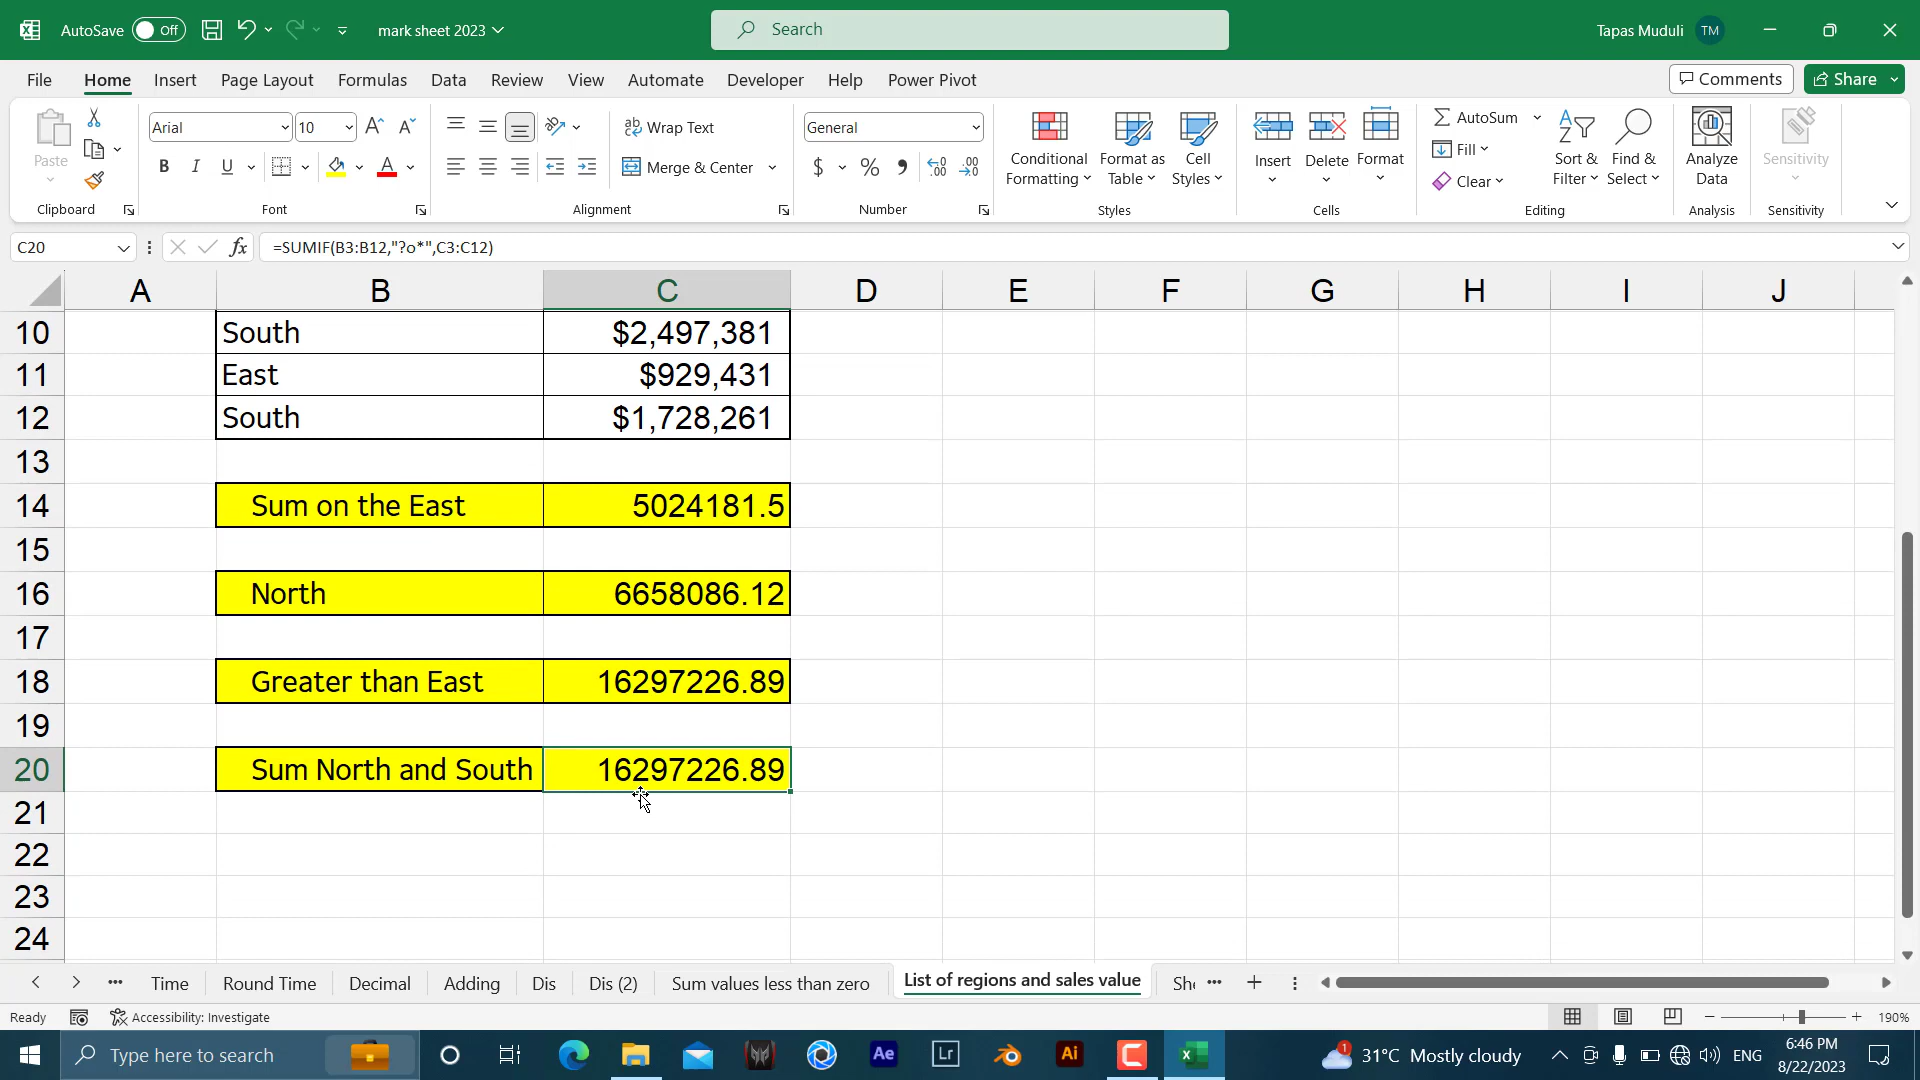 AutoSave Off mark sheet 2023 Search Tapas Muduli TM
File Home Insert Page Layout Formulas Data Review View Automate Developer Help Power Pivot Comments Share
Paste
Clipboard
Arial 10
B I U A
Font
Wrap Text
Merge & Center
Alignment
General
$ % 9
Number
Conditional Formatting
Format as Table
Cell Styles
Styles
Insert Delete Format
Cells
AutoSum
Fill
Clear
Sort & Filter
Find & Select
Editing
Analyze Data
Analysis
Sensitivity
Sensitivity
C20 fx =SUMIF(B3:B12,"?o*",C3:C12)
A B C D E F G H I J
10 South $2,497,381
11 East $929,431
12 South $1,728,261
13
14 Sum on the East 5024181.5
15
16 North 6658086.12
17
18 Greater than East 16297226.89
19
20 Sum North and South 16297226.89
21
22
23
24
Time Round Time Decimal Adding Dis Dis (2) Sum values less than zero List of regions and sales value She
Ready Accessibility: Investigate 190%
Type here to search Ae Lr Ai 1 31°C Mostly cloudy ENG 6:46 PM
8/22/2023